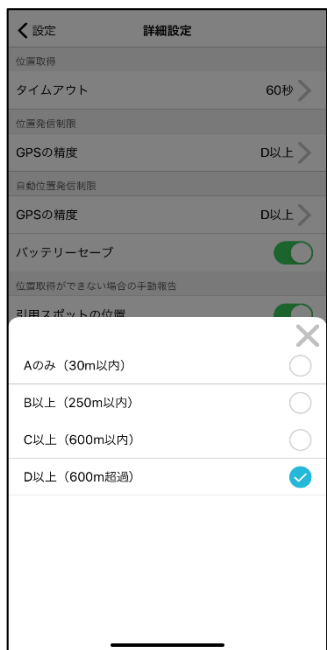 設定 詳細設定
位置取得
タイムアウト 60秒
位置発信制限
GPSの精度 D以上
自動位置発信制限
GPSの精度 D以上
バッテリーセーブ
位置取得ができない場合の手動報告
引用スポットの位置
Aのみ（30m以内）
B以上（250m以内）
C以上（600m以内）
D以上（600m超過）